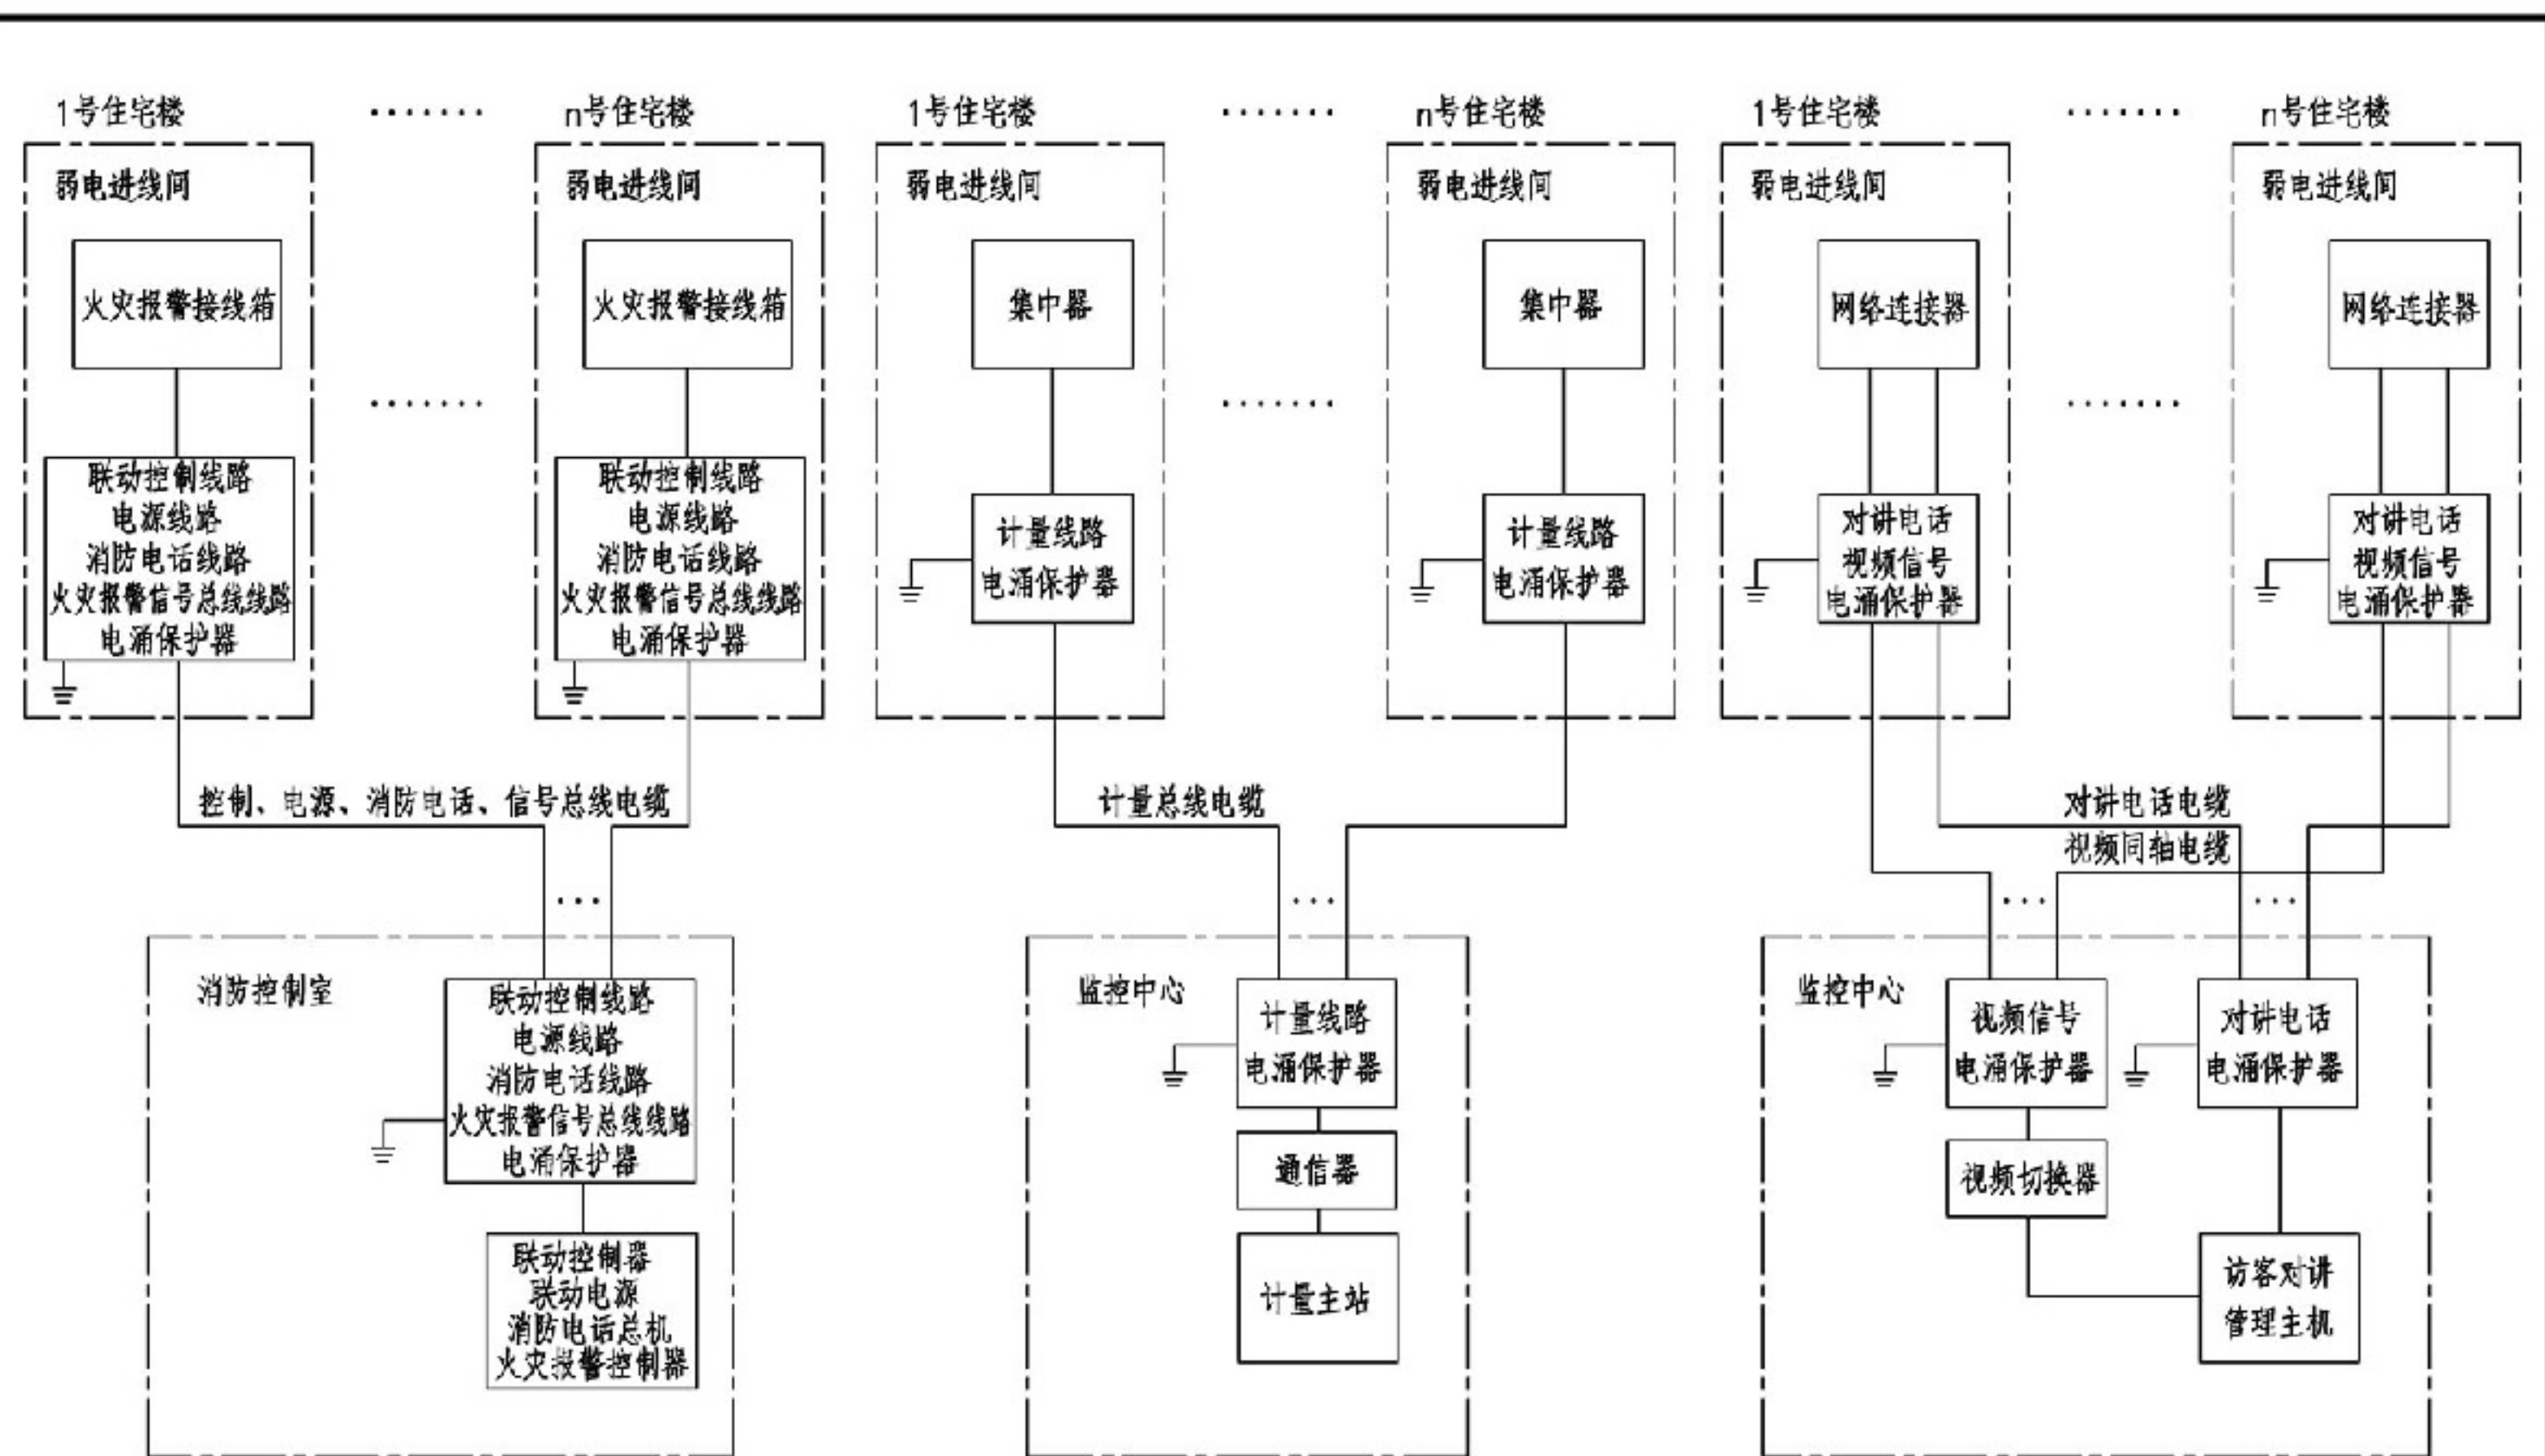 1号住宅楼
·······
n号住宅楼
1号住宅楼
·······
n号住宅楼
1号住宅楼
·······
n号住宅楼
弱电进线间
弱电进线间
弱电进线间
弱电进线间
弱电进线间
弱电进线间
火灾报警接线箱
火灾报警接线箱
集中器
集中器
网络连接器
网络连接器
·······
·······
·······
联动控制线路
电源线路
消防电话线路
火灾报警信号总线线路
电涌保护器
联动控制线路
电源线路
消防电话线路
火灾报警信号总线线路
电涌保护器
计量线路
电涌保护器
计量线路
电涌保护器
对讲电话
视频信号
电涌保护器
对讲电话
视频信号
电涌保护器
控制、电源、消防电话、信号总线电缆
计量总线电缆
对讲电话电缆
视频同轴电缆
···
···
···
···
消防控制室
联动控制线路
电源线路
消防电话线路
火灾报警信号总线线路
电涌保护器
联动控制器
联动电源
消防电话总机
火灾报警控制器
监控中心
计量线路
电涌保护器
通信器
计量主站
监控中心
视频信号
电涌保护器
对讲电话
电涌保护器
视频切换器
访客对讲
管理主机